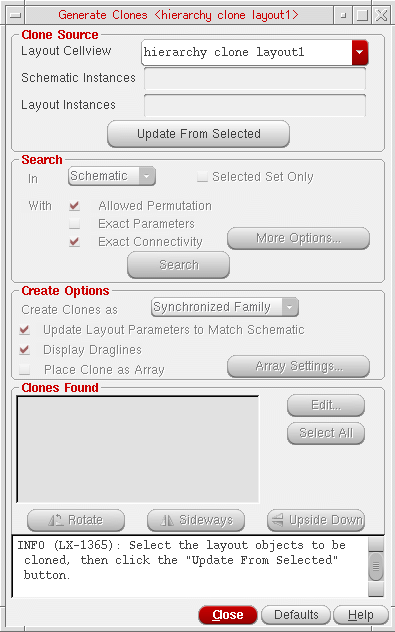 Generate Clones <hierarchy clone layout1>
Clone Source
Layout Cellview hierarchy clone layout1
Schematic Instances
Layout Instances
Update From Selected
Search
In Schematic Selected Set Only
With Allowed Permutation
Exact Parameters
Exact Connectivity More Options...
Search
Create Options
Create Clones as Synchronized Family
Update Layout Parameters to Match Schematic
Display Draglines
Place Clone as Array Array Settings...
Clones Found
Edit...
Select All
Rotate Sideways Upside Down
INFO (LX-1365): Select the layout objects to be
cloned, then click the "Update From Selected"
button.
Close Defaults Help